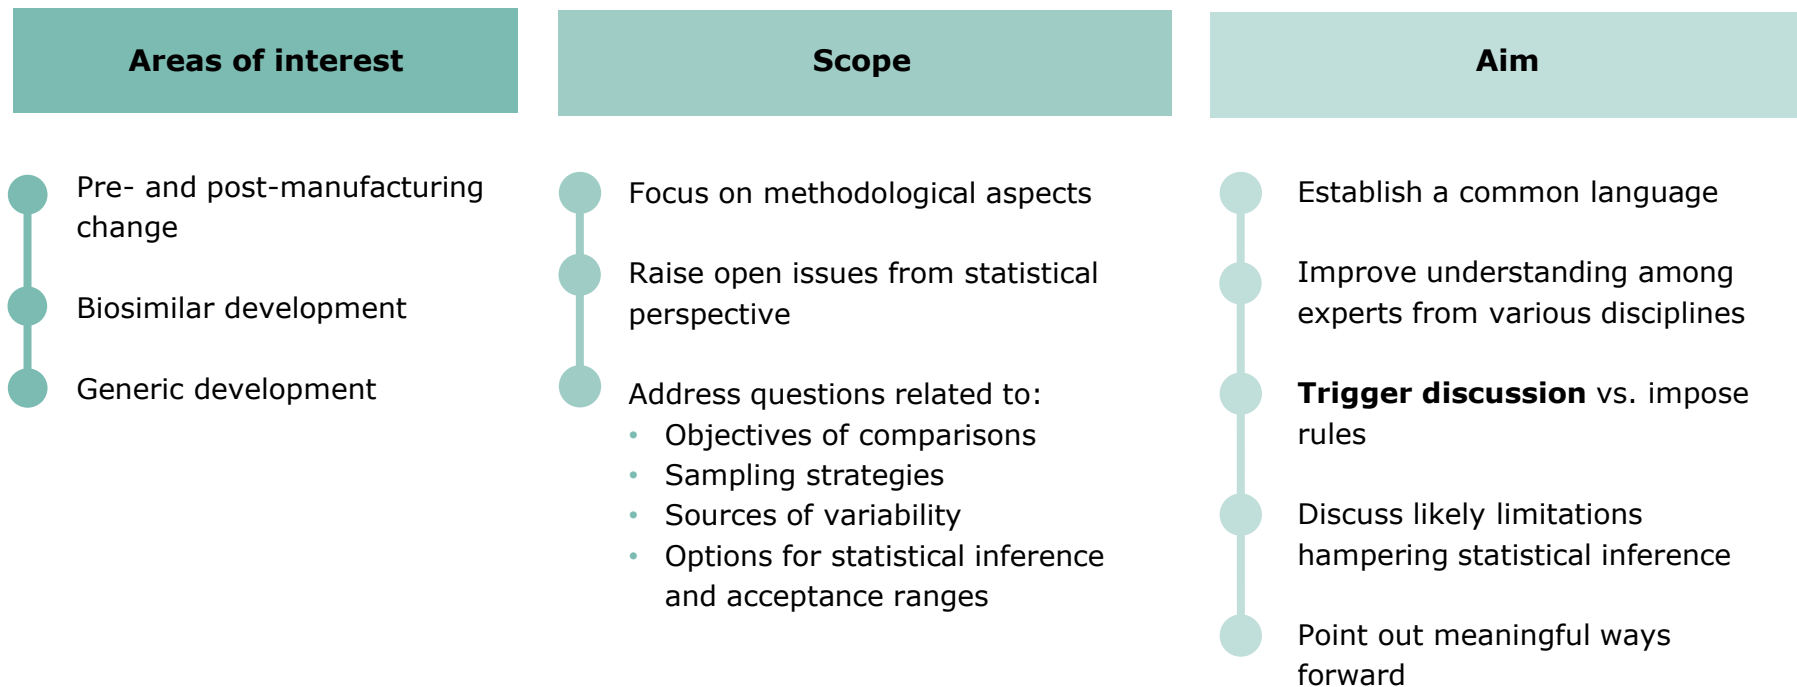 Areas of interest
Pre- and post-manufacturing
change
Biosimilar development
Generic development
Scope
Focus on methodological aspects
Raise open issues from statistical
perspective
Address questions related to:
• Objectives of comparisons
• Sampling strategies
• Sources of variability
• Options for statistical inference
and acceptance ranges
Aim
Establish a common language
Improve understanding among
experts from various disciplines
Trigger discussion vs. impose
rules
Discuss likely limitations
hampering statistical inference
Point out meaningful ways
forward